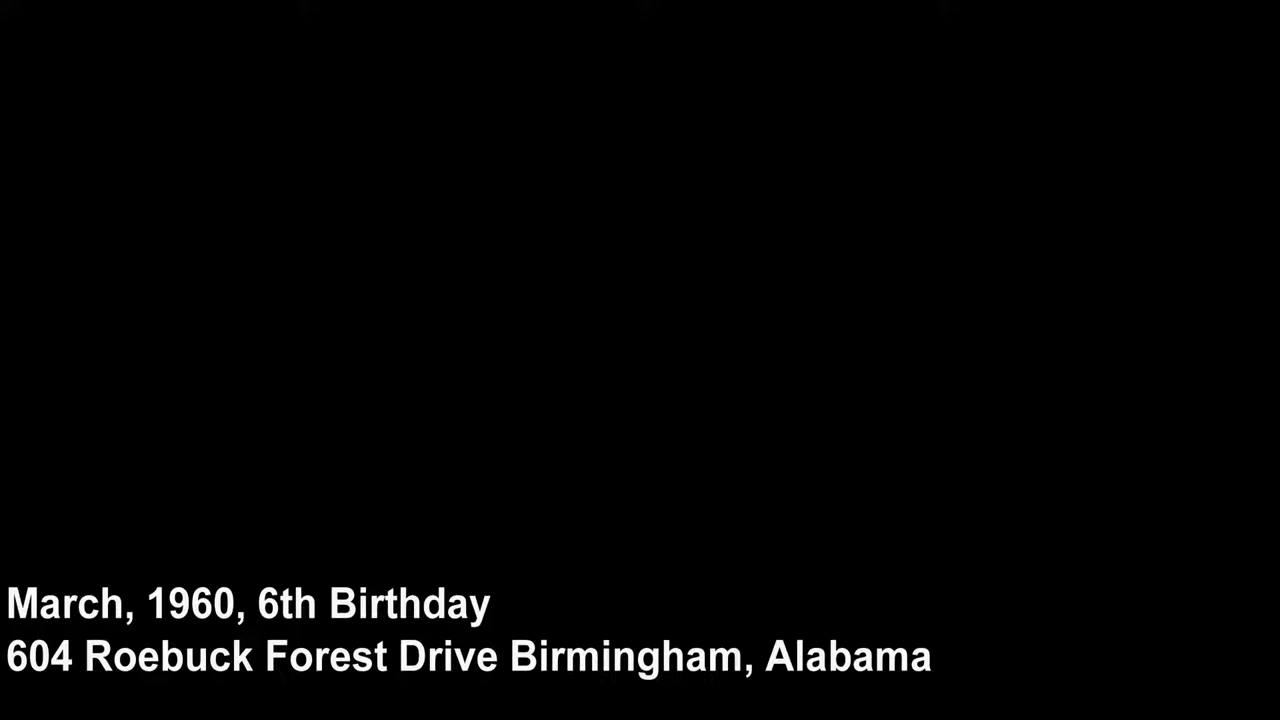 March, 1960, 6th Birthday
604 Roebuck Forest Drive Birmingham, Alabama